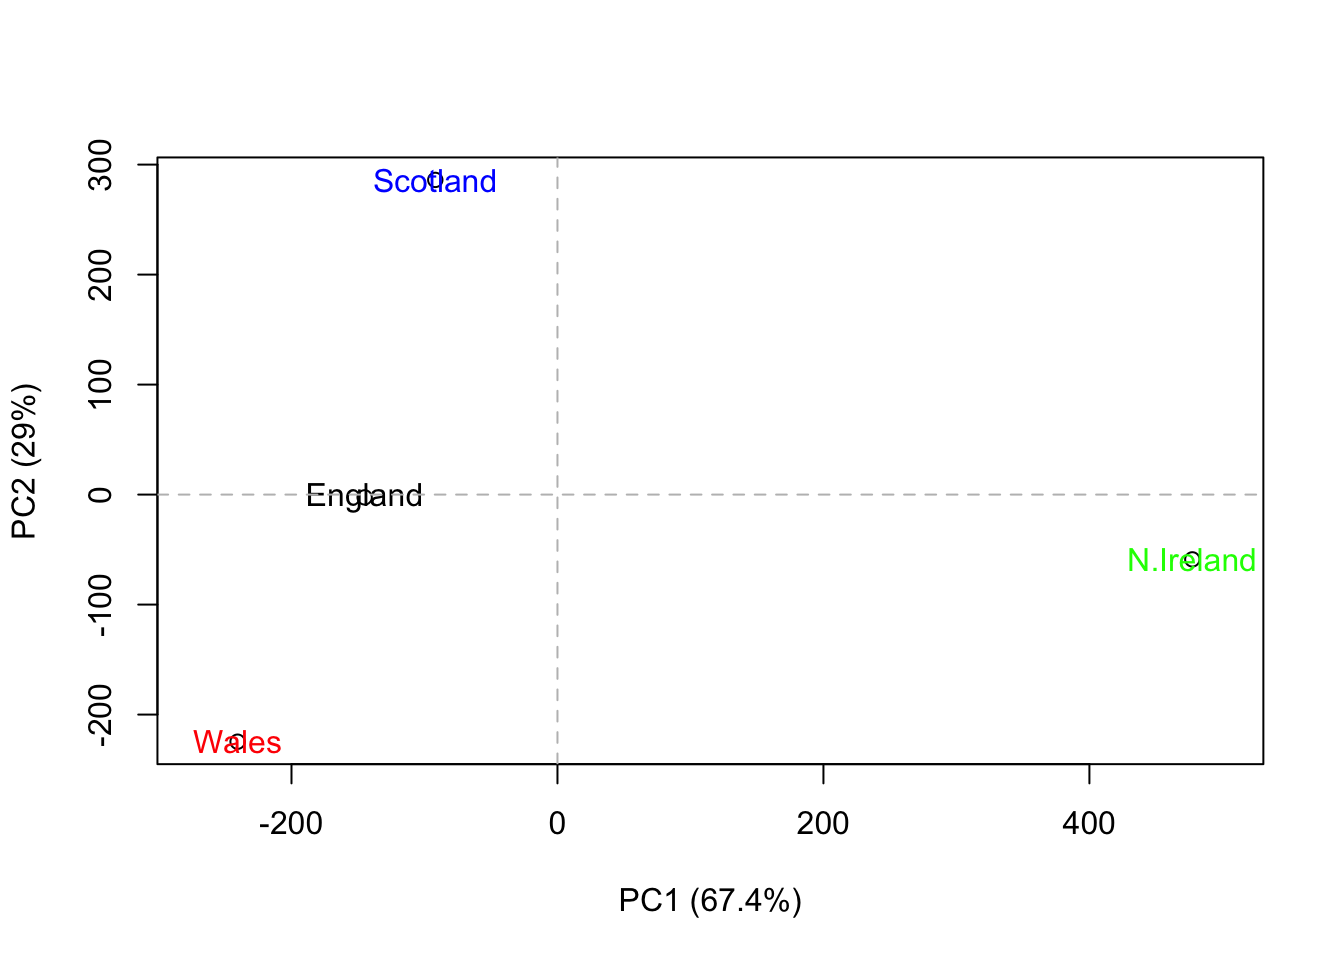 300
200
100
0
-100
-200
PC2 (29%)
Scotland
England
N.Ireland
Wales
-200 0 200 400
PC1 (67.4%)